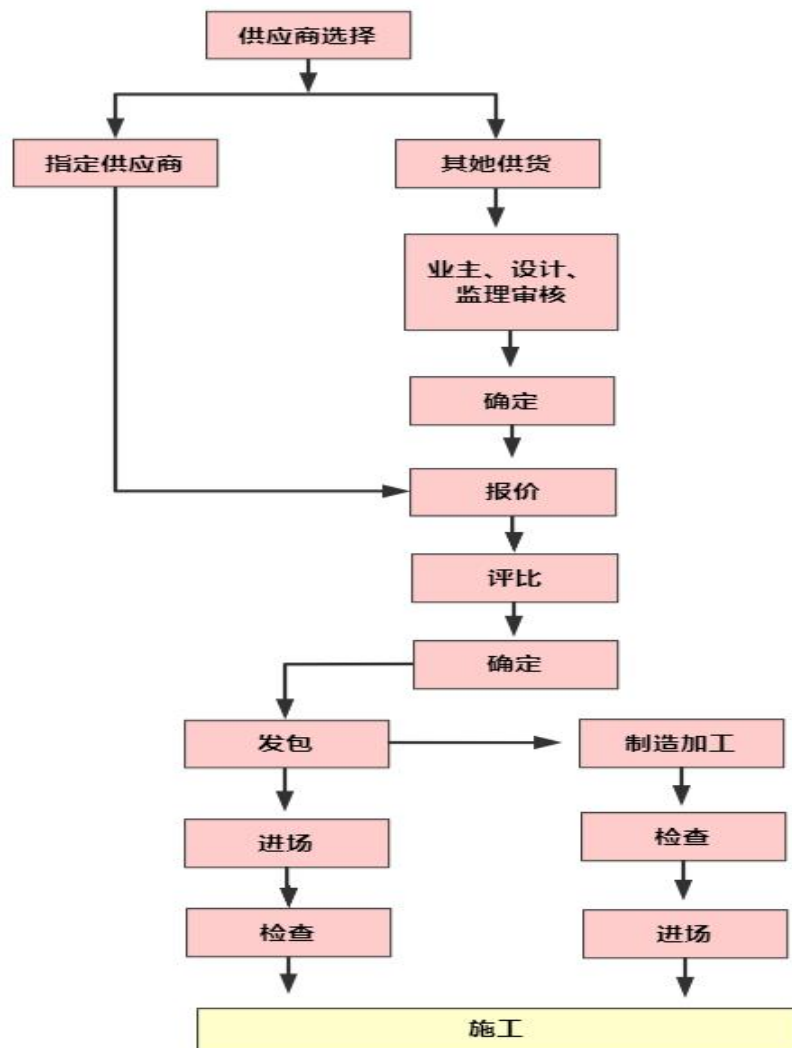 供应商选择
指定供应商
其她供货
业主、设计、
监理审核
确定
报价
评比
确定
发包
制造加工
进场
检查
检查
进场
施工